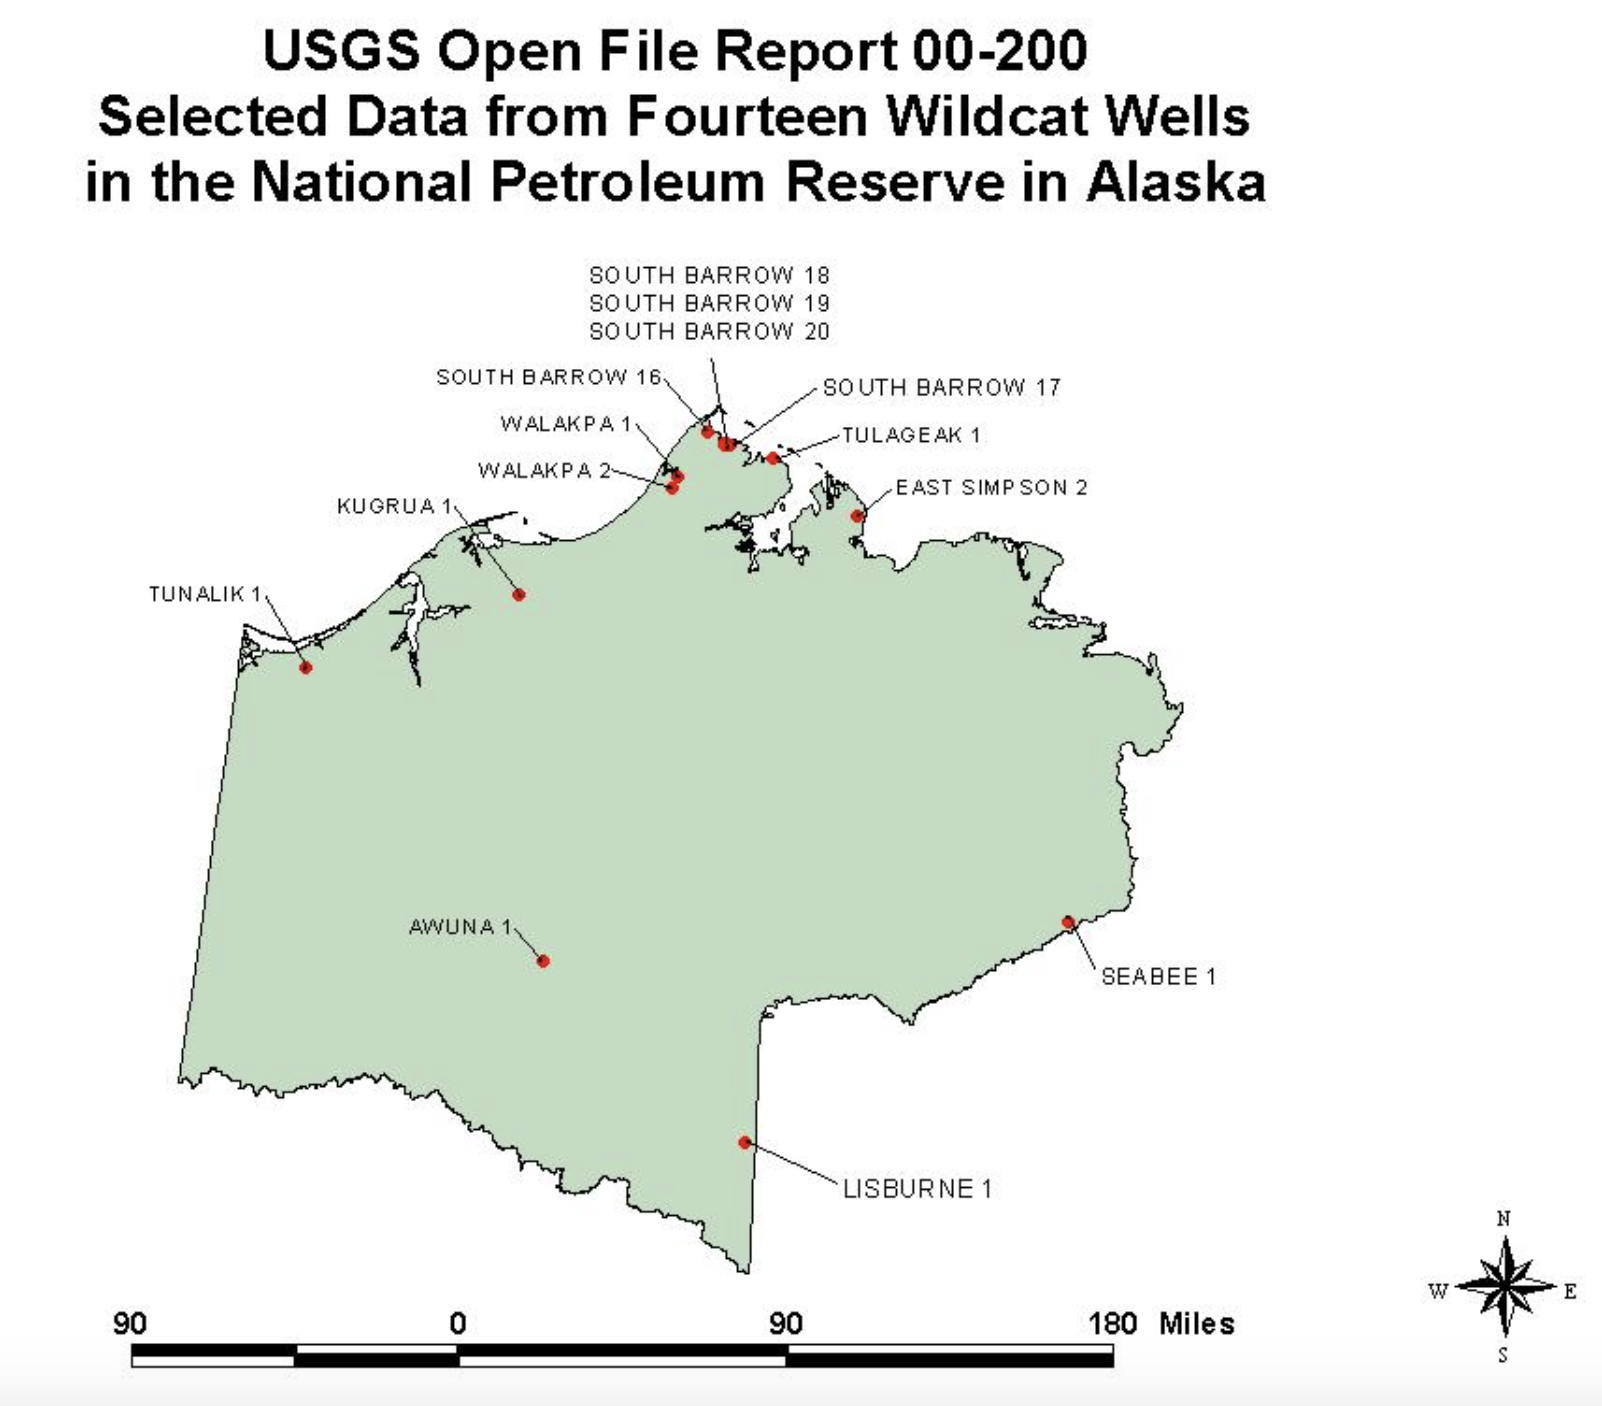 USGS Open File Report 00-200
Selected Data from Fourteen Wildcat Wells
in the National Petroleum Reserve in Alaska
SOUTH BARROW 18
SOUTH BARROW 19
SOUTH BARROW 20
SOUTH BARROW 16
SOUTH BARROW 17
WALAKPA 1
TULAGEAK 1
WALAKPA 2
EAST SIMPSON 2
KUGRUA 1
TUNALIK 1
AWUNA 1
SEABEE 1
LISBURNE 1
N
W E
S
90 0 90 180 Miles